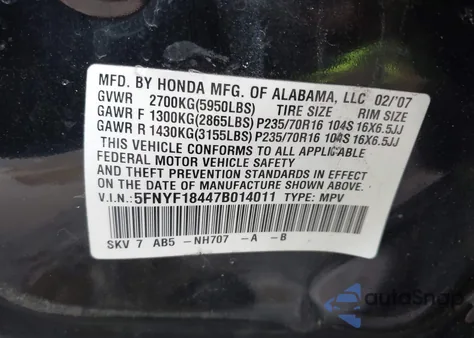 MFD. BY HONDA MFG. OF ALABAMA, LLC 02/'07
GVWR 2700KG(5950LBS) TIRE SIZE RIM SIZE
GAWR F 1300KG(2865LBS) P235/70R16 104S 16X6.5JJ
GAWR R 1430KG(3155LBS) P235/70R16 104S 16X6.5JJ
THIS VEHICLE CONFORMS TO ALL APPLICABLE
FEDERAL MOTOR VEHICLE SAFETY
AND THEFT PREVENTION STANDARDS IN EFFECT
ON THE DATE OF MANUFACTURE SHOWN ABOVE.
V.I.N.: 5FNYF18447B014011 TYPE: MPV
SKV 7 AB5 -NH707 -A -B
autoSnap